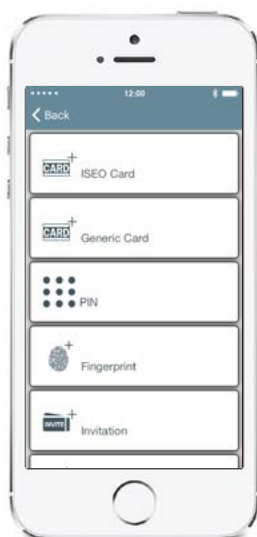 12:00
Back
CARD
ISEO Card
CARD
Generic Card
PIN
Fingerprint
INVITE
Invitation